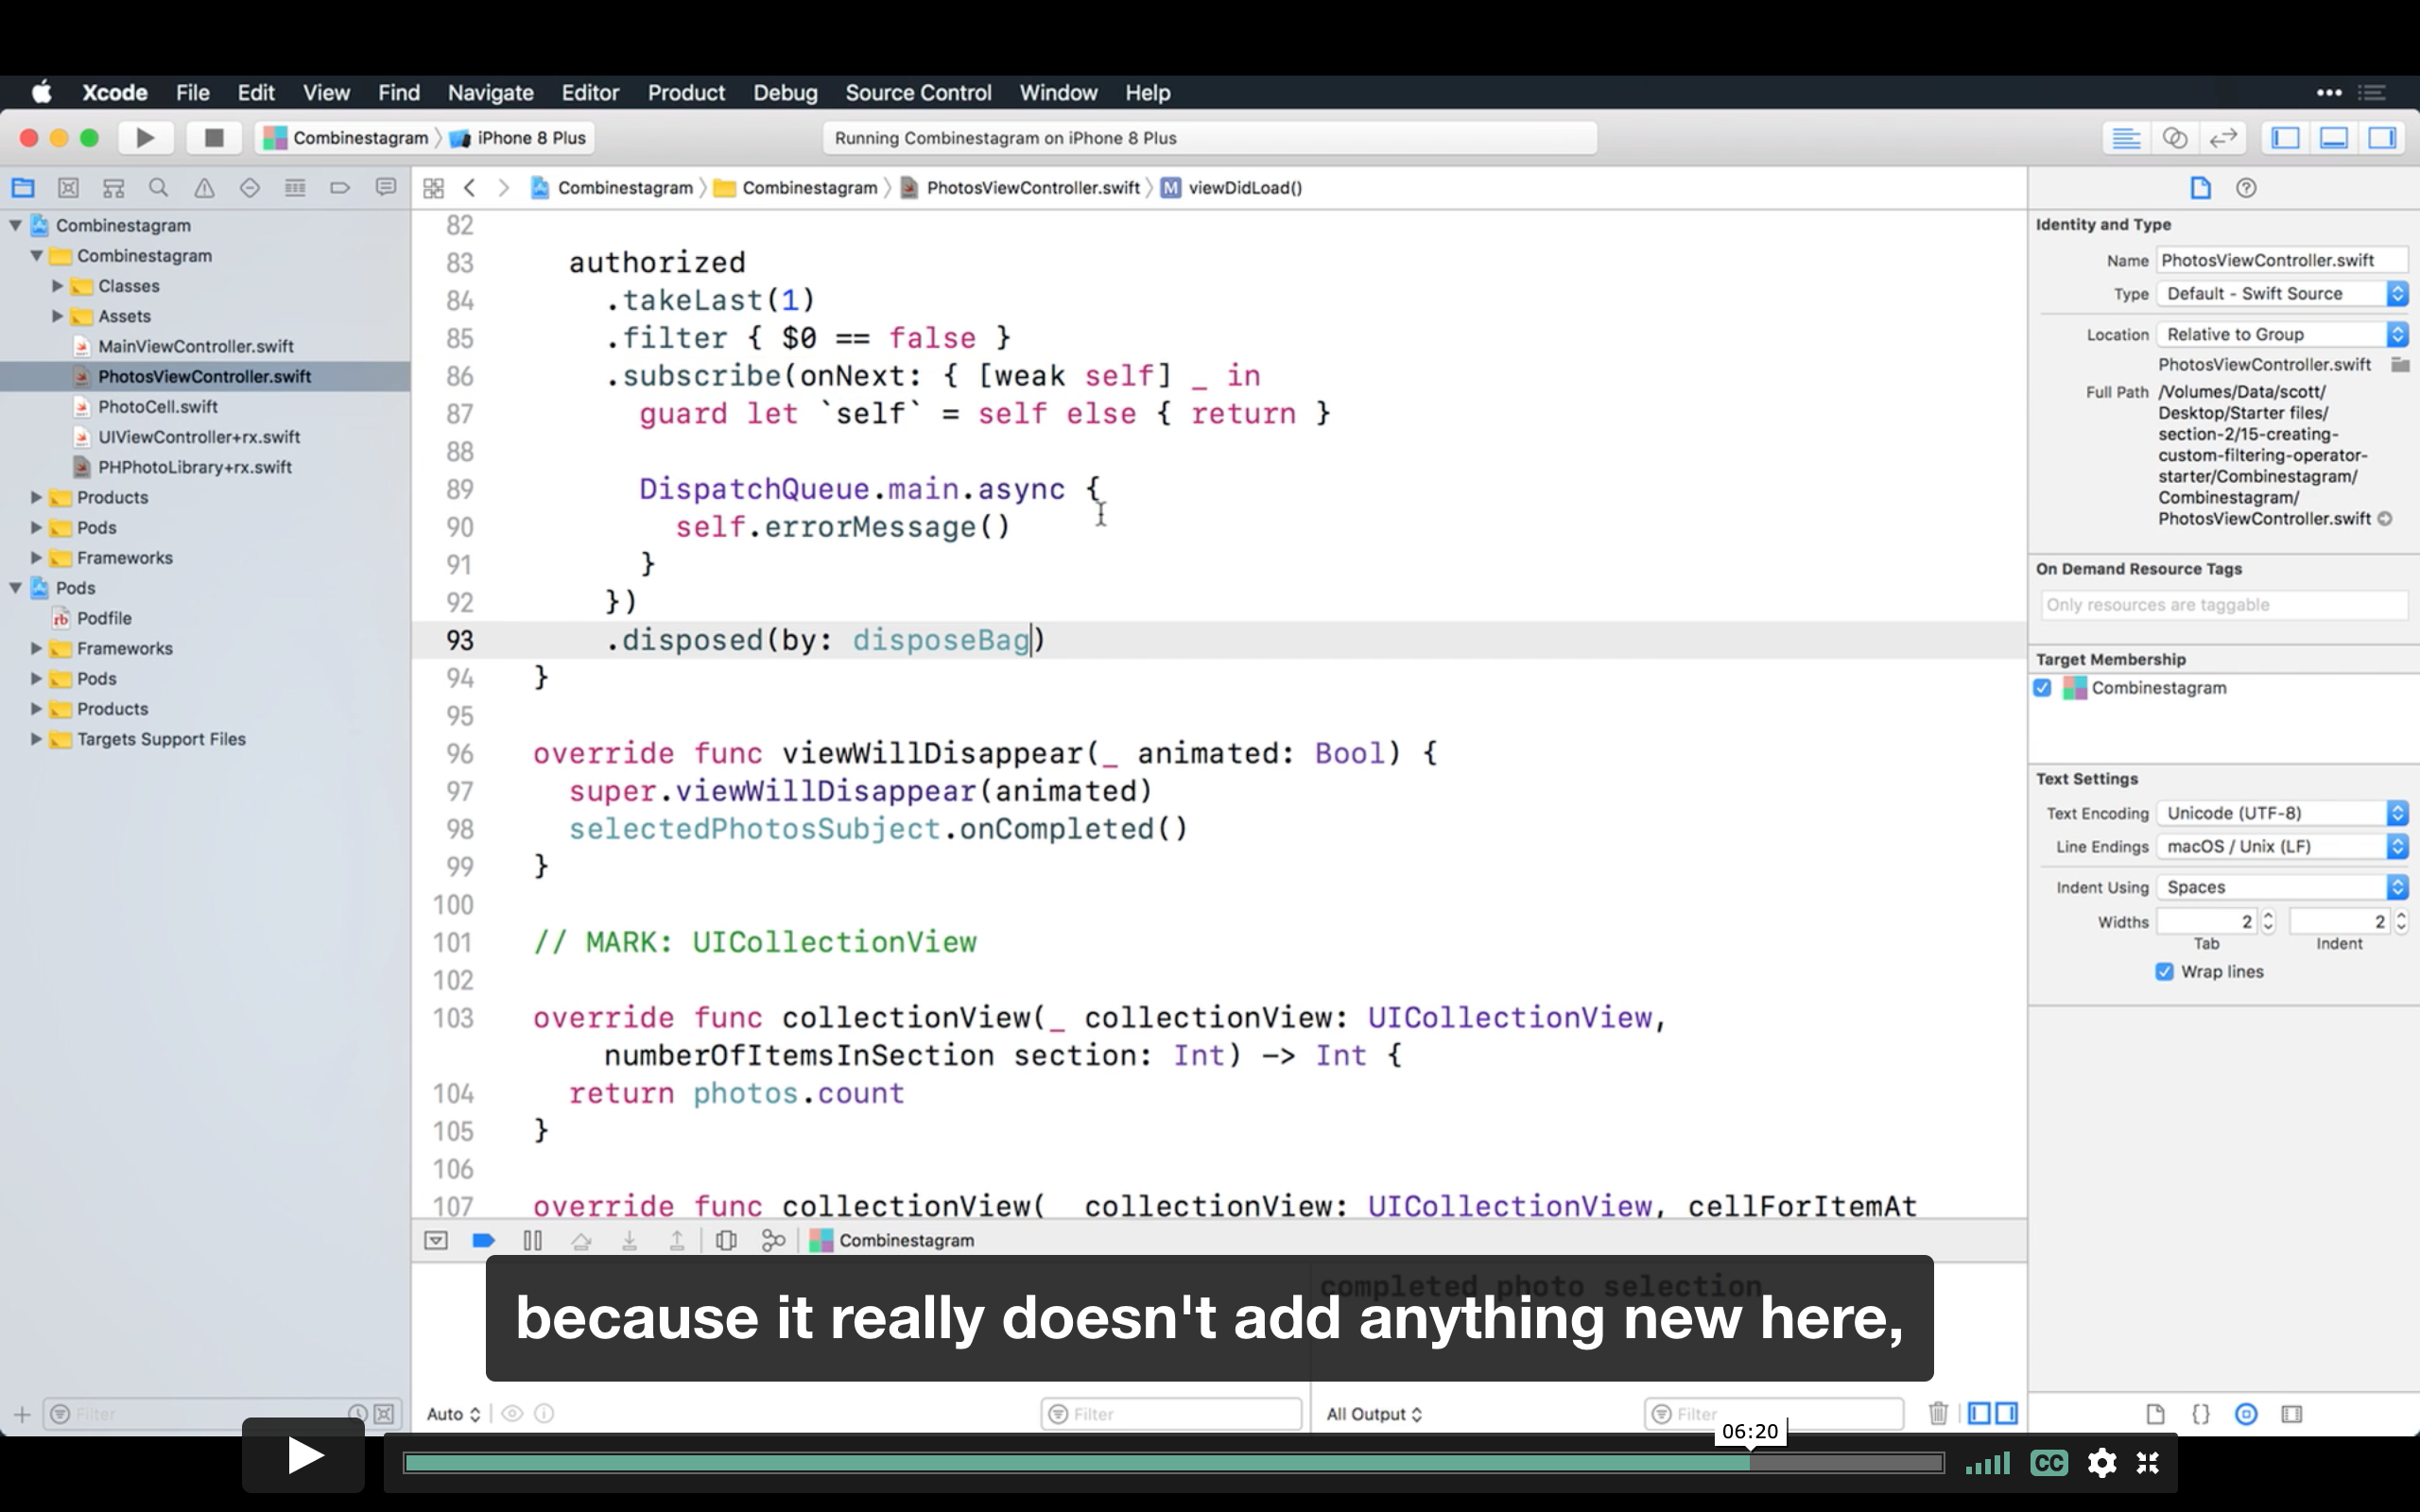 Xcode File Edit View Find Navigate Editor Product Debug Source Control Window Help
Combinestagram iPhone 8 Plus
Running Combinestagram on iPhone 8 Plus
Combinestagram Combinestagram PhotosViewController.swift M viewDidLoad()
Combinestagram
Combinestagram
Classes
Assets
MainViewController.swift
PhotosViewController.swift
PhotoCell.swift
UIViewController+rx.swift
PHPhotoLibrary+rx.swift
Products
Pods
Frameworks
Pods
Podfile
Frameworks
Pods
Products
Targets Support Files
Filter
82
83 authorized
84 .takeLast(1)
85 .filter { $0 == false }
86 .subscribe(onNext: { [weak self] _ in
87 guard let `self` = self else { return }
88
89 DispatchQueue.main.async {
90 self.errorMessage()
91 }
92 })
93 .disposed(by: disposeBag)
94 }
95
96 override func viewWillDisappear(_ animated: Bool) {
97 super.viewWillDisappear(animated)
98 selectedPhotosSubject.onCompleted()
99 }
100
101 // MARK: UICollectionView
102
103 override func collectionView(_ collectionView: UICollectionView,
numberOfItemsInSection section: Int) -> Int {
104 return photos.count
105 }
106
107 override func collectionView( collectionView: UICollectionView, cellForItemAt
Combinestagram
completed photo selection
because it really doesn't add anything new here,
Auto
Filter
All Output
Filter
Identity and Type
Name PhotosViewController.swift
Type Default - Swift Source
Location Relative to Group
PhotosViewController.swift
Full Path /Volumes/Data/scott/
Desktop/Starter files/
section-2/15-creating-
custom-filtering-operator-
starter/Combinestagram/
Combinestagram/
PhotosViewController.swift
On Demand Resource Tags
Only resources are taggable
Target Membership
Combinestagram
Text Settings
Text Encoding Unicode (UTF-8)
Line Endings macOS / Unix (LF)
Indent Using Spaces
Widths 2 2
Tab Indent
Wrap lines
06:20
CC